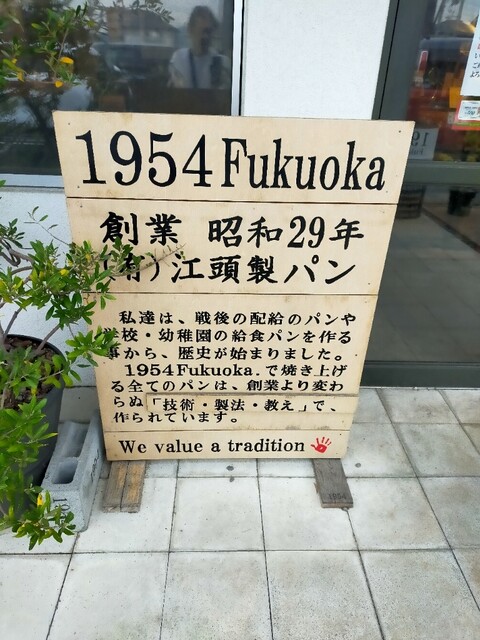 1954 Fukuoka
創業 昭和29年
(有)江頭製パン
私達は、戦後の配給のパンや
学校・幼稚園の給食パンを作る
事から、歴史が始まりました。
1954Fukuoka.で焼き上げ
る全てのパンは、創業より変わ
らぬ「技術・製法・教え」で、
作られています。
We value a tradition
1954